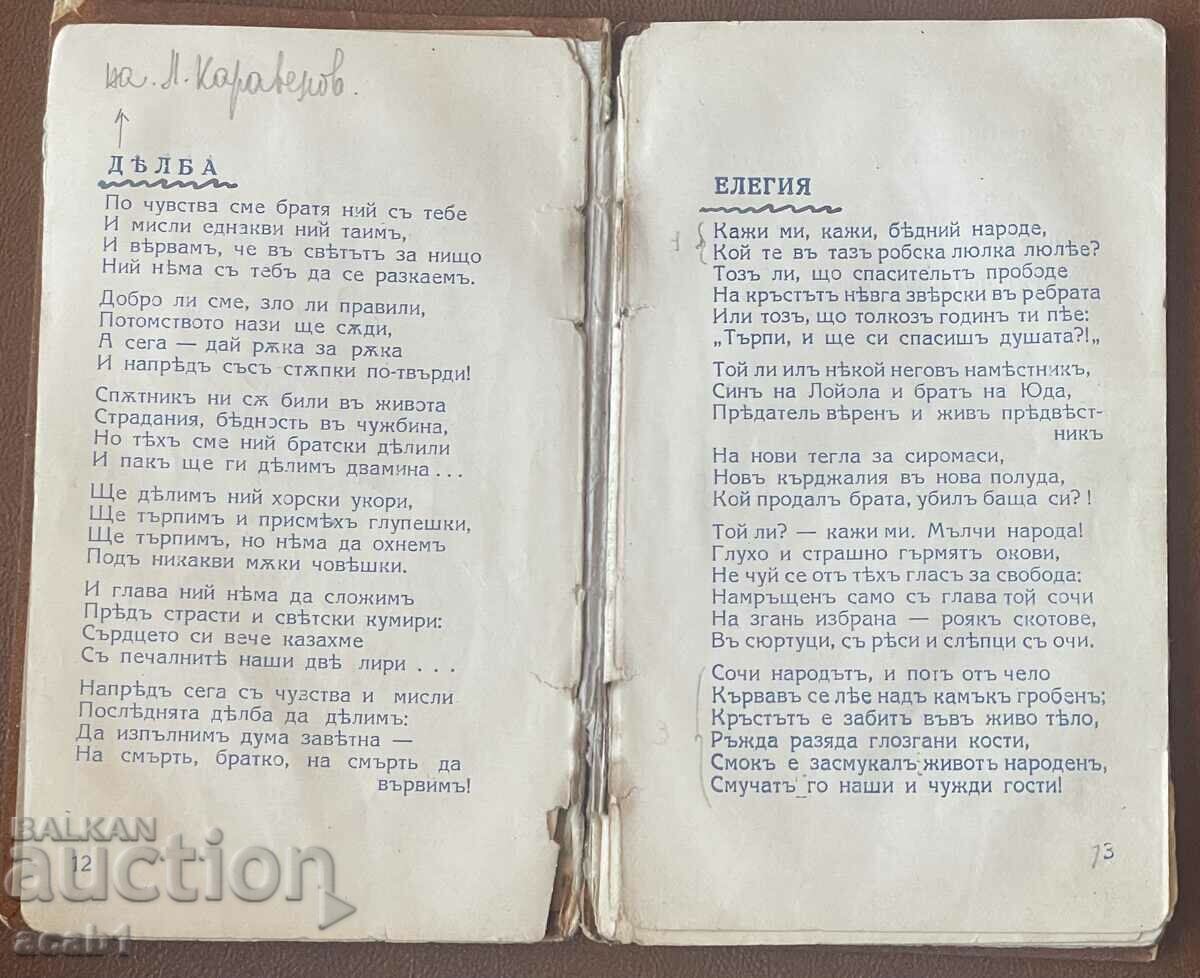 на Л. Каравелов.
ДѢЛБА
По чувства сме братя ний съ тебе
И мисли еднакви ний таимъ,
И вѣрвамъ, че въ свѣтътъ за нищо
Ний нѣма съ тебъ да се разкаемъ.
Добро ли сме, зло ли правили,
Потомството нази ще сѫди,
А сега — дай рѫка за рѫка
И напрѣдъ със​ъ стѫпки по-твърди!
Спѫтник ни сѫ били въ живота
Страдания, бѣдность въ чужбина,
Но тѣхъ сме ний братски дѣлили
И пакъ ще ги дѣлимъ двамина . . .
Ще дѣлимъ ний хорски укори,
Ще търпимъ и присмѣхъ глупешки,
Ще търпимъ, но нѣма да охнемъ
Подъ никакви мѫки човѣшки.
И глава ний нѣма да сложимъ
Прѣдъ страсти и свѣтски кумири:
Сърдцето си вече казахме
Съ печалнитѣ наши двѣ лири . . .
Напрѣдъ сега съ чувства и мисли
Послѣднята дѣлба да дѣлимъ:
Да изпълнимъ дума завѣтна —
На смърть, братко, на смърть да
вървимъ!
12
ЕЛЕГИЯ
Кажи ми, кажи, бѣдний народе,
Кой те въ тазъ робска люлка люлѣе?
Тозъ ли, що спасительтъ прободе
На кръстътъ нѣвга звѣрски въ ребрата
Или тозъ, що толкозъ годинъ ти пѣе:
„Търпи, и ще си спасишъ душата?!„
Той ли илъ нѣкой неговъ намѣстникъ,
Синъ на Лойола и братъ на Юда,
Прѣдатель вѣренъ и живъ прѣдвѣст-
никъ
На нови тегла за сиромаси,
Новъ кърджалия въ нова полуда,
Кой продалъ брата, убилъ баща си?!
Той ли? — кажи ми. Мълчи народа!
Глухо и страшно гърмятъ окови,
Не чуй се отъ тѣхъ гласъ за свобода:
Намръщенъ само съ глава той сочи
На згань избрана — роякъ скотове,
Въ сюртуци, съ рѣси и слѣпци съ очи.
Сочи народътъ, и потъ отъ чело
Кървавъ се лѣе надъ камъкъ гробенъ;
Кръстътъ е забитъ въвъ живо тѣло,
Ръжда разяда глозгани кости,
Смокъ е засмукалъ животъ народенъ,
Смучатъ го наши и чужди гости!
3
13
BALKAN
auction
acab1